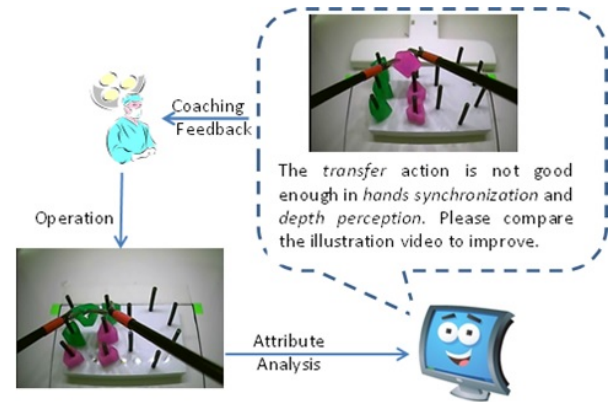 Coaching
Feedback
The transfer action is not good
enough in hands synchronization and
depth perception. Please compare
the illustration video to improve.
Operation
Attribute
Analysis